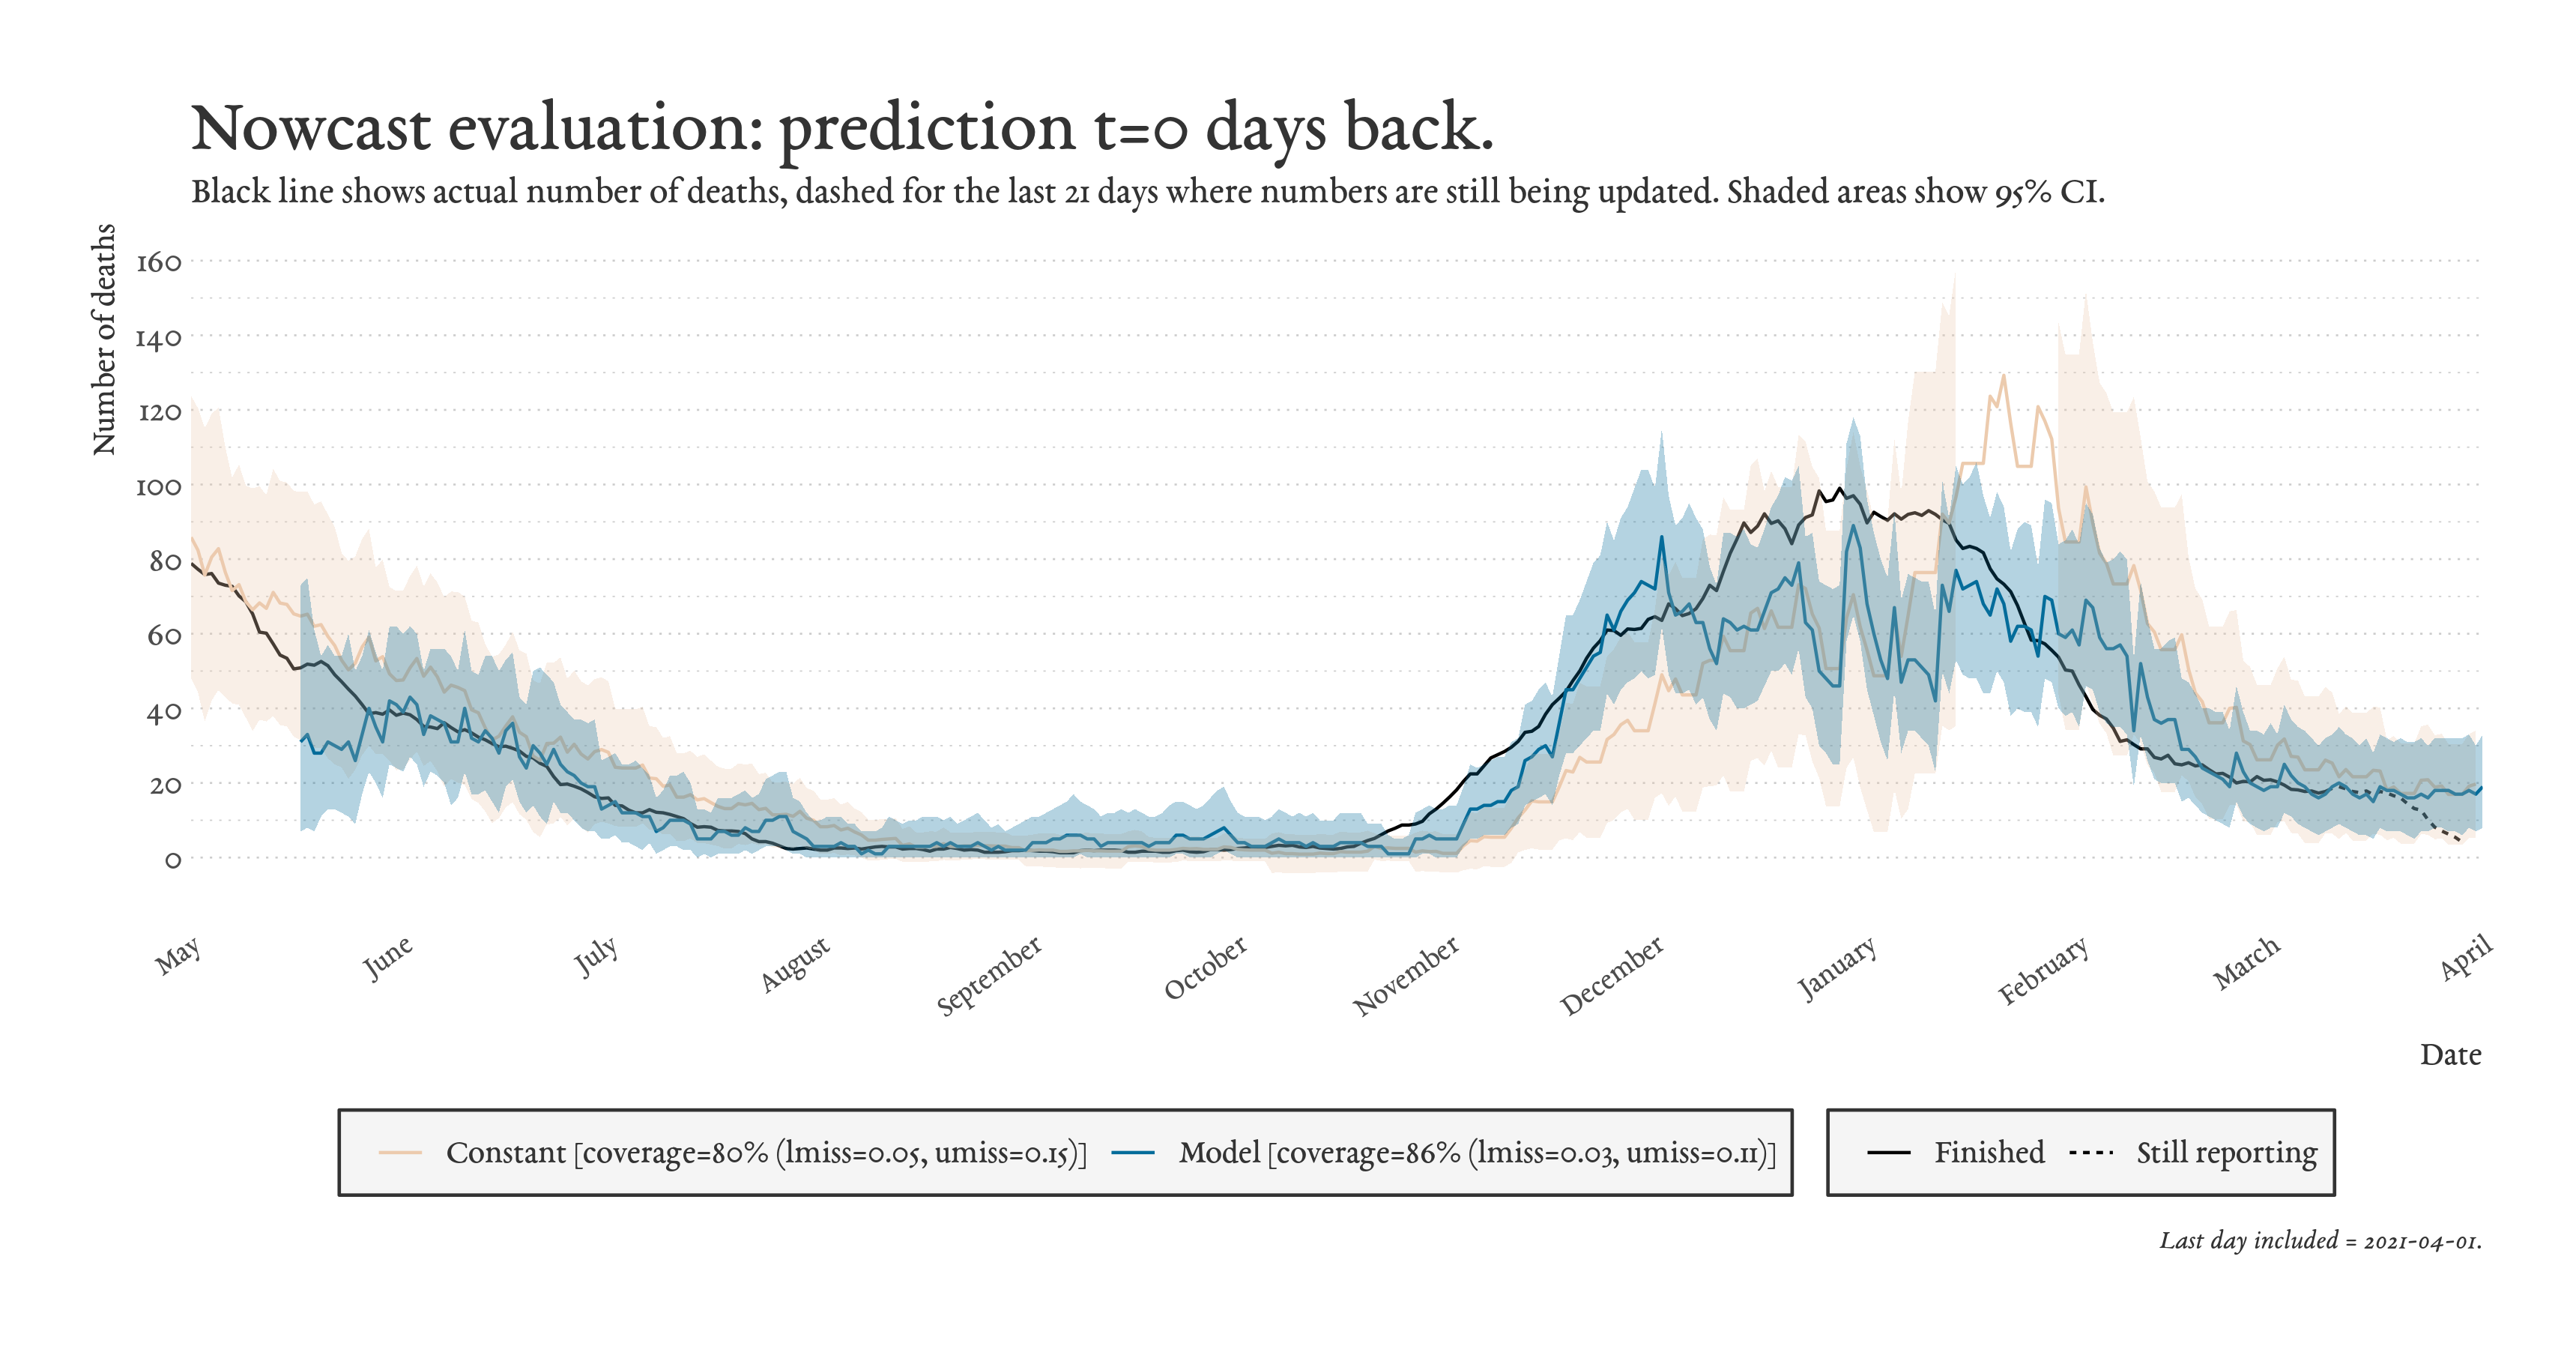 Nowcast evaluation: prediction t=0 days back.
Black line shows actual number of deaths, dashed for the last 21 days where numbers are still being updated. Shaded areas show 95% CI.
Number of deaths
160
140
120
100
80
60
40
20
0
May
June
July
August
September
October
November
December
January
February
March
April
Date
Constant [coverage=80% (lmiss=0.05, umiss=0.15)]
Model [coverage=86% (lmiss=0.03, umiss=0.11)]
Finished
Still reporting
Last day included = 2021-04-01.